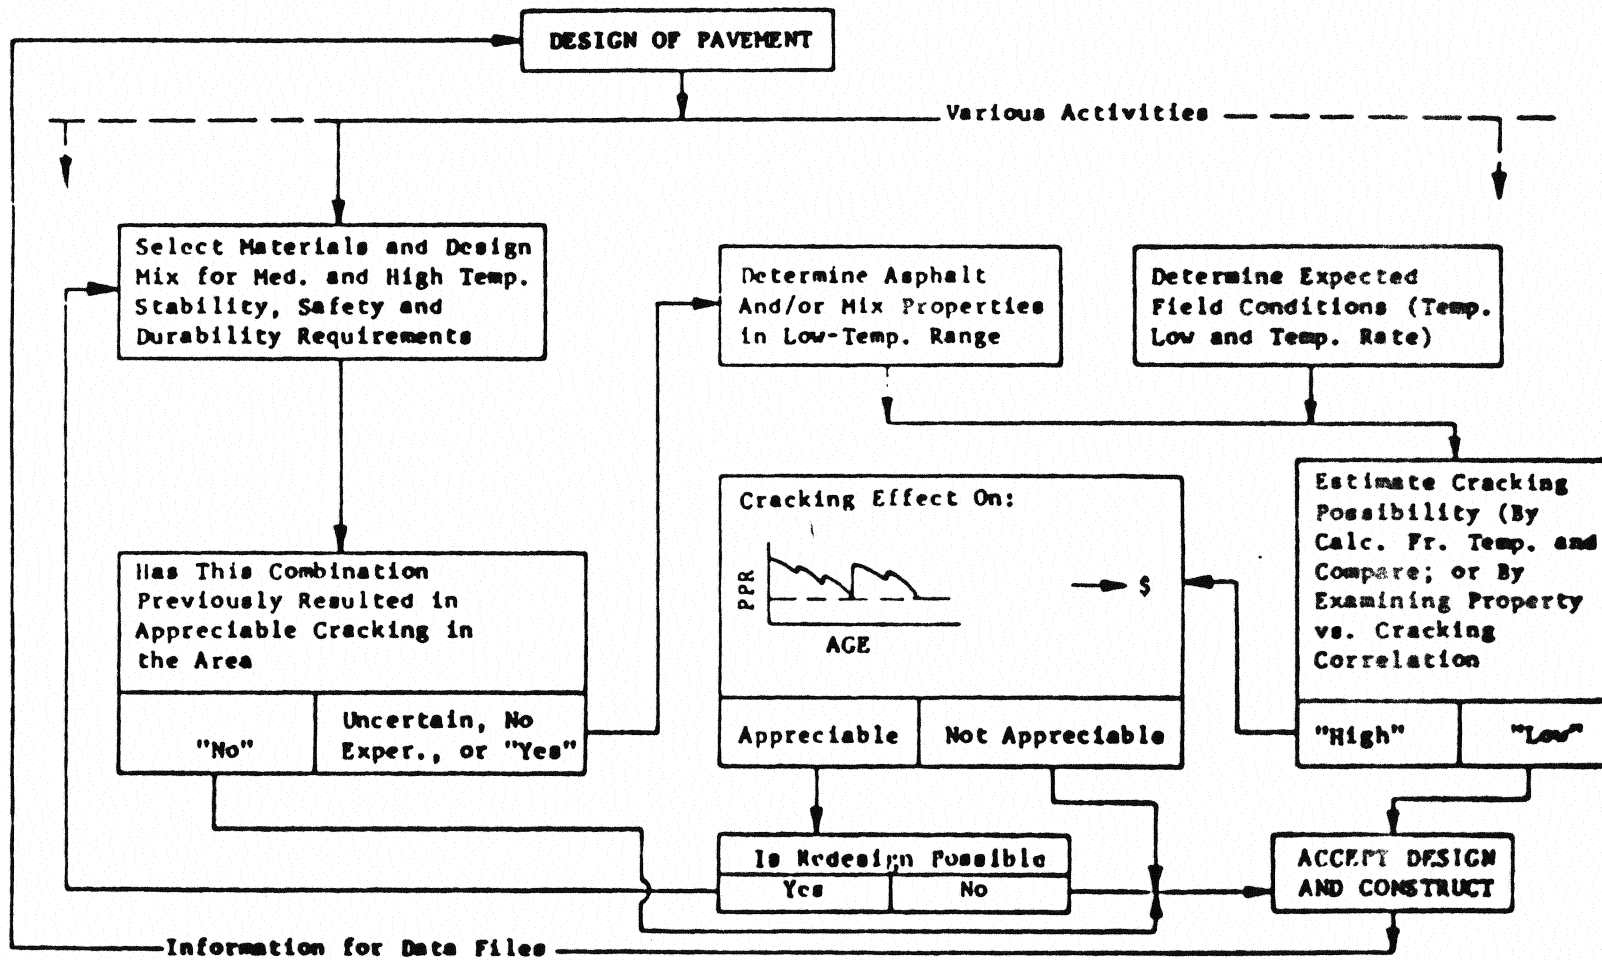 DESIGN OF PAVEMENT
Various Activities
Select Materials and Design
Mix for Med. and High Temp.
Stability, Safety and
Durability Requirements
Determine Asphalt
And/or Mix Properties
in Low-Temp. Range
Determine Expected
Field Conditions (Temp.
Low and Temp. Rate)
Has This Combination
Previously Resulted in
Appreciable Cracking in
the Area
"No"
Uncertain, No
Exper., or "Yes"
Cracking Effect On:
PPR
AGE
$
Appreciable
Not Appreciable
Estimate Cracking
Possibility (By
Calc. Fr. Temp. and
Compare; or By
Examining Property
vs. Cracking
Correlation
"High"
"Low"
Is Redesign Possible
Yes
No
ACCEPT DESIGN
AND CONSTRUCT
Information for Data Files